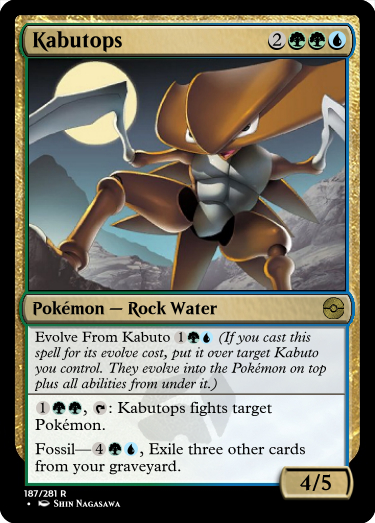 Kabutops 2
Pokémon — Rock Water
Evolve From Kabuto 1 (If you cast
this spell for its evolve cost, put it over target Kabuto
you control. They evolve into the Pokémon on top
plus all abilities from under it.)
1, : Kabutops fights target
Pokémon.
Fossil—4, Exile three other cards
from your graveyard.
4/5
187/281 R
• Shin Nagasawa